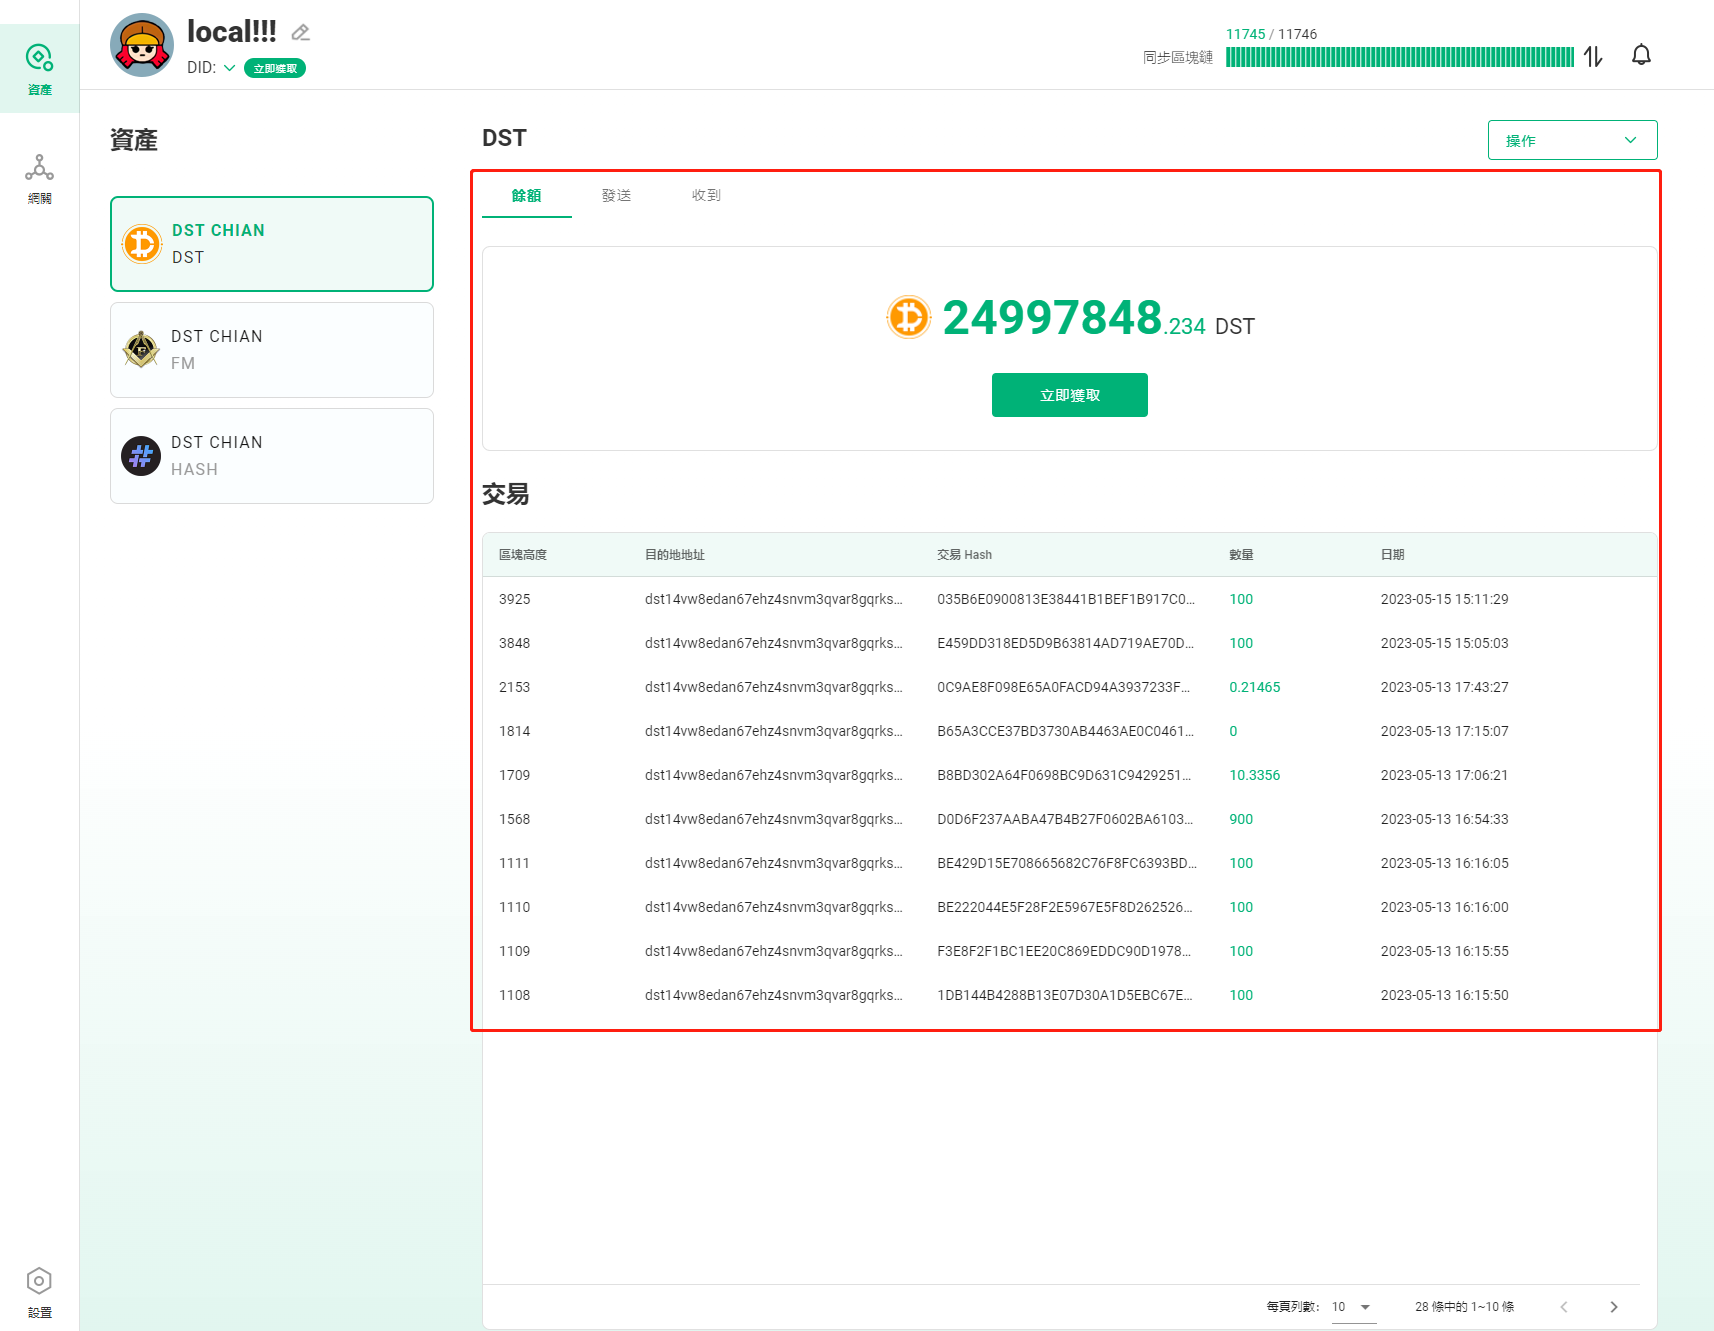 local!!!
DID: 立即獲取
11745 / 11746
同步區塊鏈
資產
網關
設置
資產
DST CHIAN
DST
DST CHIAN
FM
DST CHIAN
HASH
DST
操作
餘額 發送 收到
24997848.234 DST
立即獲取
交易
區塊高度 目的地地址 交易 Hash 數量 日期
3925 dst14vw8edan67ehz4snvm3qvar8gqrks... 035B6E0900813E38441B1BEF1B917C0... 100 2023-05-15 15:11:29
3848 dst14vw8edan67ehz4snvm3qvar8gqrks... E459DD318ED5D9B63814AD719AE70D... 100 2023-05-15 15:05:03
2153 dst14vw8edan67ehz4snvm3qvar8gqrks... 0C9AE8F098E65A0FACD94A3937233F... 0.21465 2023-05-13 17:43:27
1814 dst14vw8edan67ehz4snvm3qvar8gqrks... B65A3CCE37BD3730AB4463AE0C0461... 0 2023-05-13 17:15:07
1709 dst14vw8edan67ehz4snvm3qvar8gqrks... B8BD302A64F0698BC9D631C9429251... 10.3356 2023-05-13 17:06:21
1568 dst14vw8edan67ehz4snvm3qvar8gqrks... D0D6F237AABA47B4B27F0602BA6103... 900 2023-05-13 16:54:33
1111 dst14vw8edan67ehz4snvm3qvar8gqrks... BE429D15E708665682C76F8FC6393BD... 100 2023-05-13 16:16:05
1110 dst14vw8edan67ehz4snvm3qvar8gqrks... BE222044E5F28F2E5967E5F8D262526... 100 2023-05-13 16:16:00
1109 dst14vw8edan67ehz4snvm3qvar8gqrks... F3E8F2F1BC1EE20C869EDDC90D1978... 100 2023-05-13 16:15:55
1108 dst14vw8edan67ehz4snvm3qvar8gqrks... 1DB144B4288B13E07D30A1D5EBC67E... 100 2023-05-13 16:15:50
每頁列數: 10 28 條中的 1~10 條